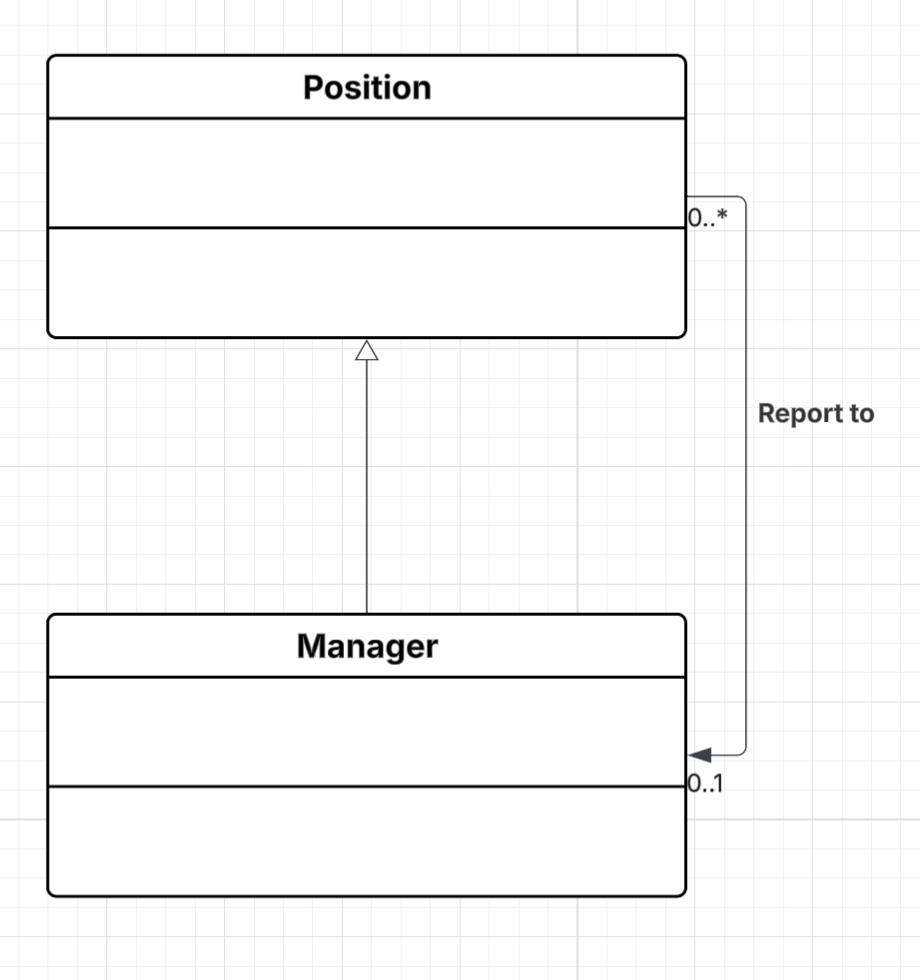 Position
0..*
Report to
Manager
0..1